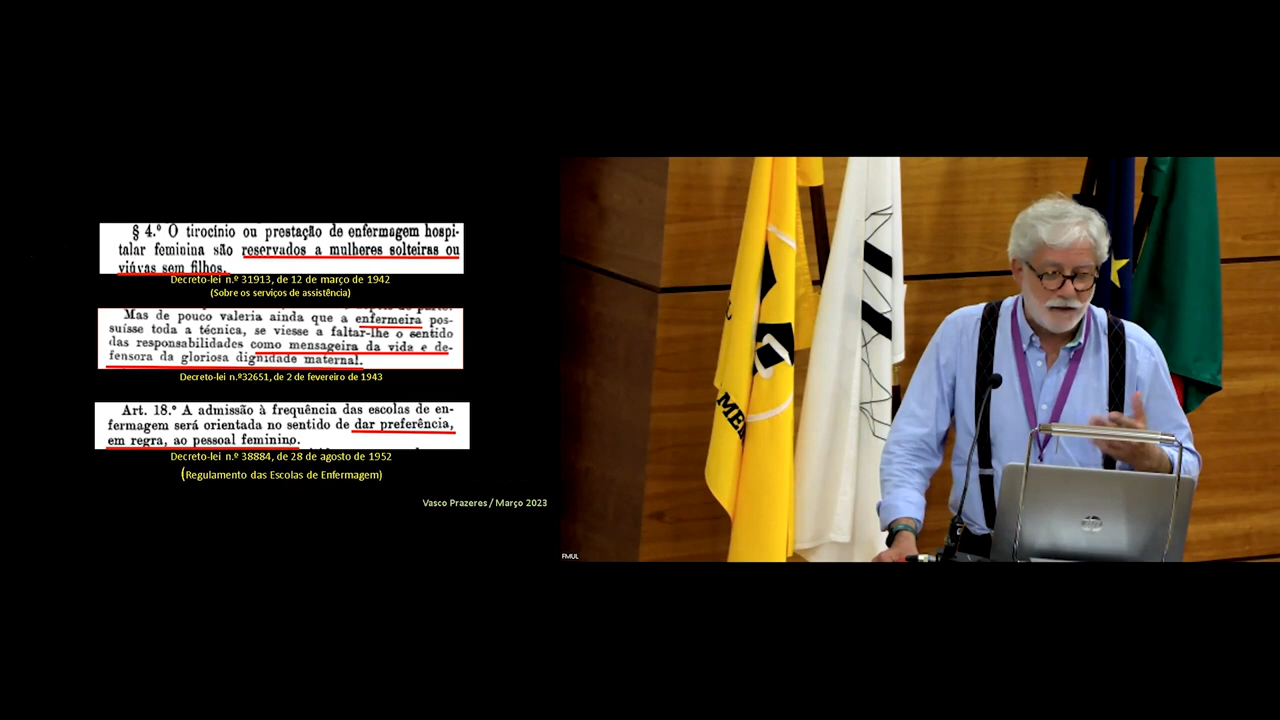 § 4.º O tirocínio ou prestação de enfermagem hospi-
talar feminina são reservados a mulheres solteiras ou
viúvas sem filhos.
Decreto-lei n.º 31913, de 12 de março de 1942
(Sobre os serviços de assistência)
Mas de pouco valeria ainda que a enfermeira pos-
suísse toda a técnica, se viesse a faltar-lhe o sentido
das responsabilidades como mensageira da vida e de-
fensora da gloriosa dignidade maternal.
Decreto-lei n.º32651, de 2 de fevereiro de 1943
Art. 18.º A admissão à frequência das escolas de en-
fermagem será orientada no sentido de dar preferência,
em regra, ao pessoal feminino.
Decreto-lei n.º 38884, de 28 de agosto de 1952
(Regulamento das Escolas de Enfermagem)
Vasco Prazeres / Março 2023
FMUL
hp